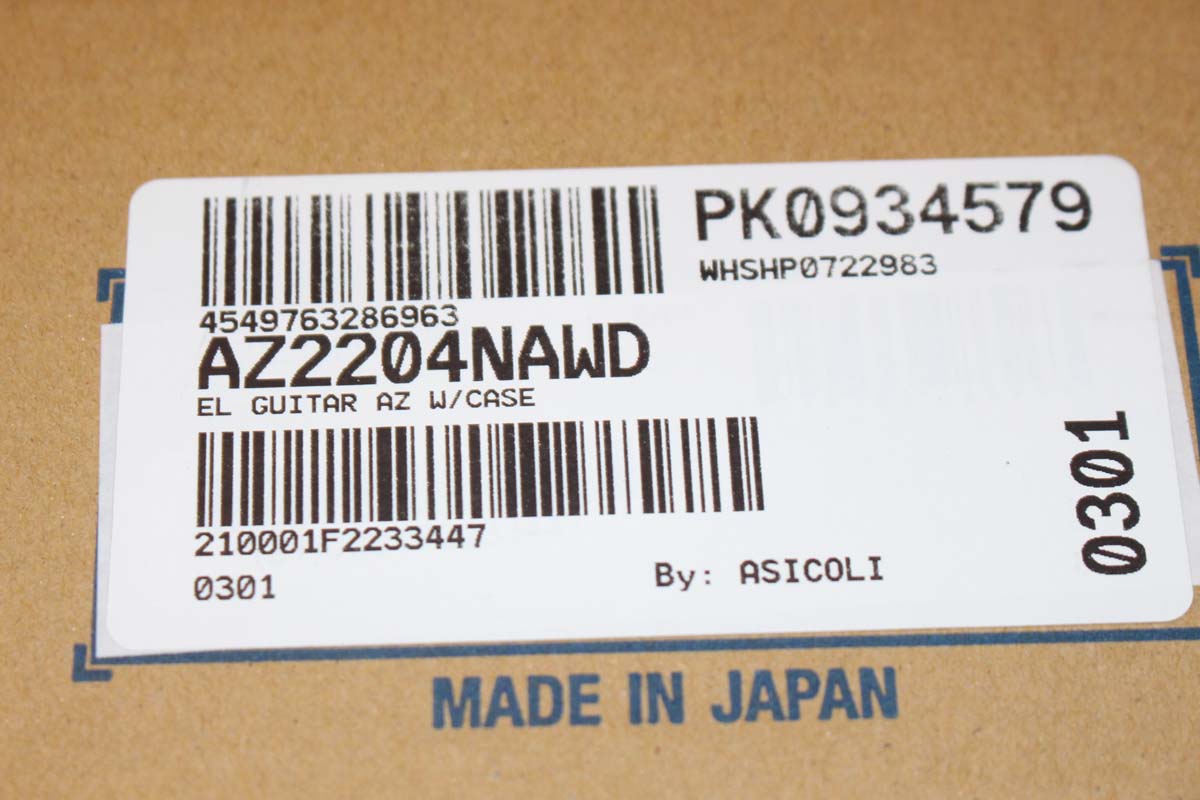 PK0934579
WHSHP0722983
4549763286963
AZ2204NAWD
EL GUITAR AZ W/CASE
210001F2233447
0301
By: ASICOLI
0301
MADE IN JAPAN